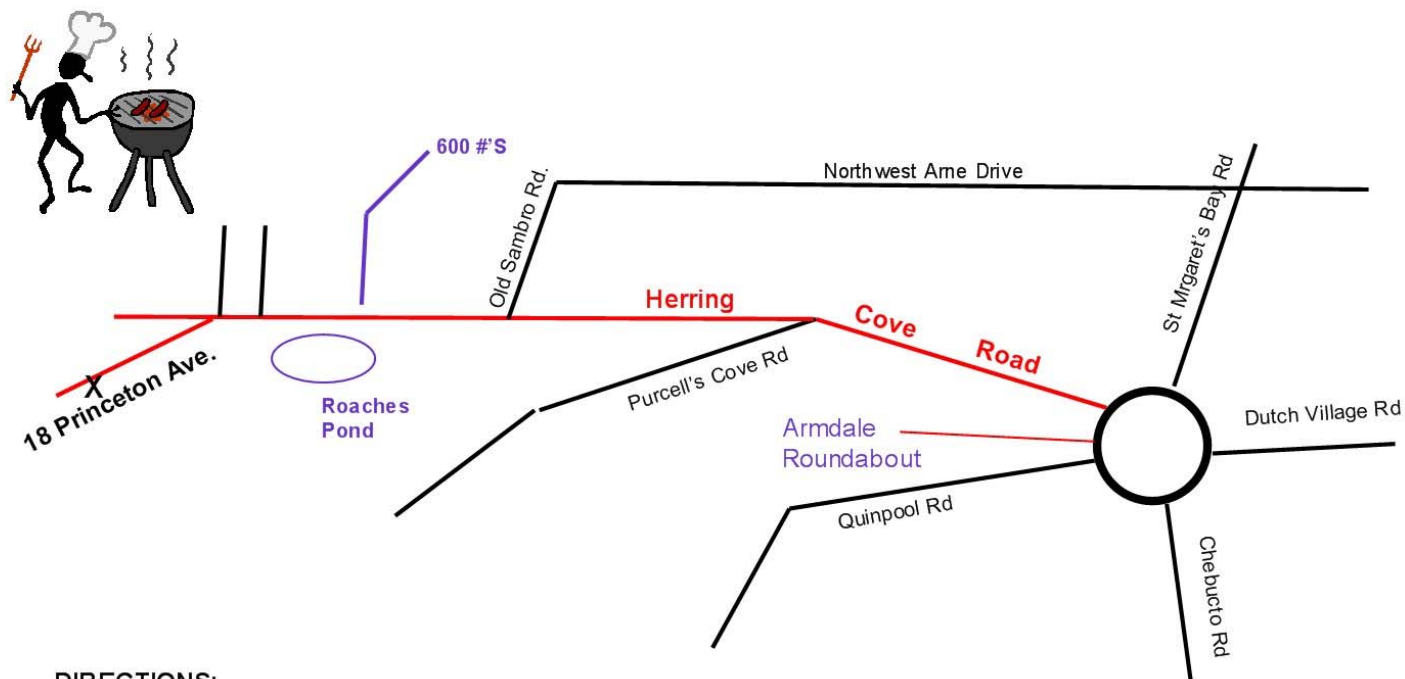 600 #'S
Northwest Arne Drive
Old Sambro Rd.
St Mrgaret's Bay Rd
Herring
Cove
Road
Purcell's Cove Rd
18 Princeton Ave.
X
Roaches
Pond
Armdale
Roundabout
Dutch Village Rd
Quinpool Rd
Chebucto Rd
DIRECTIONS: